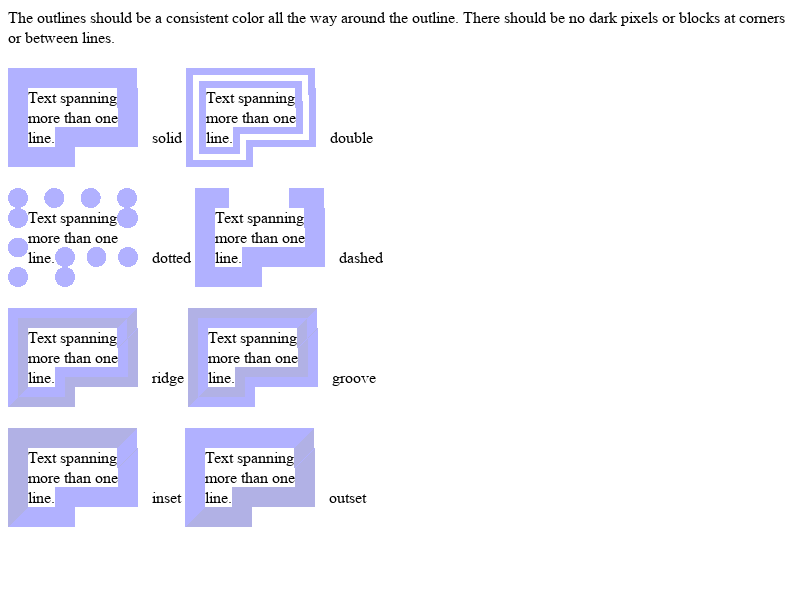 The outlines should be a consistent color all the way around the outline. There should be no dark pixels or blocks at corners
or between lines.
Text spanning
more than one
line.
solid
Text spanning
more than one
line.
double
Text spanning
more than one
line.
dotted
Text spanning
more than one
line.
dashed
Text spanning
more than one
line.
ridge
Text spanning
more than one
line.
groove
Text spanning
more than one
line.
inset
Text spanning
more than one
line.
outset